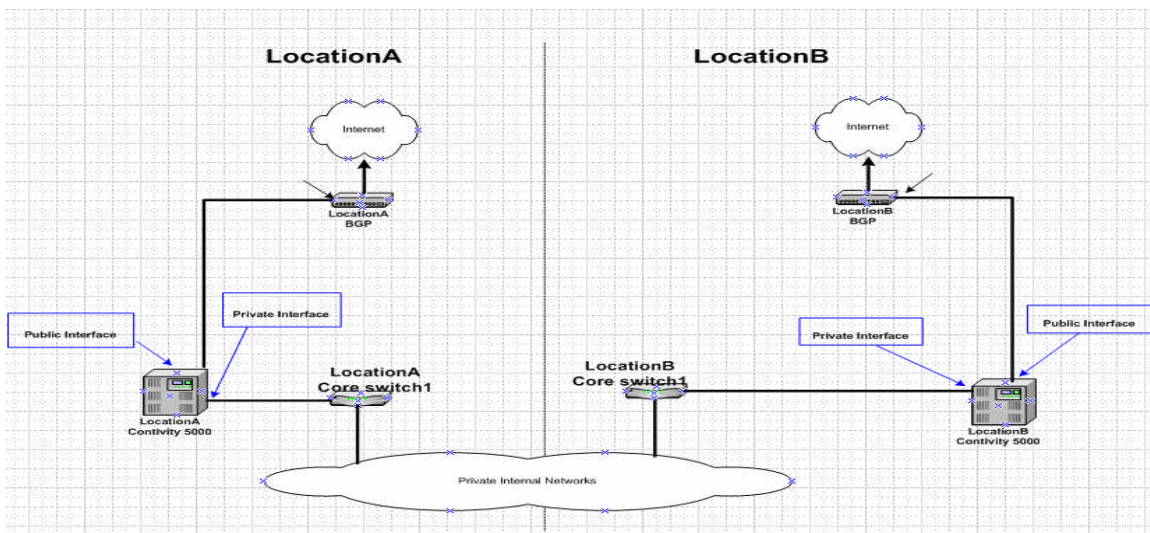 LocationA
LocationB
Internet
Internet
LocationA
BGP
LocationB
BGP
Public Interface
Private Interface
Private Interface
Public Interface
LocationA
Core switch1
LocationB
Core switch1
LocationA
Contivity 5000
LocationB
Contivity 5000
Private Internal Networks